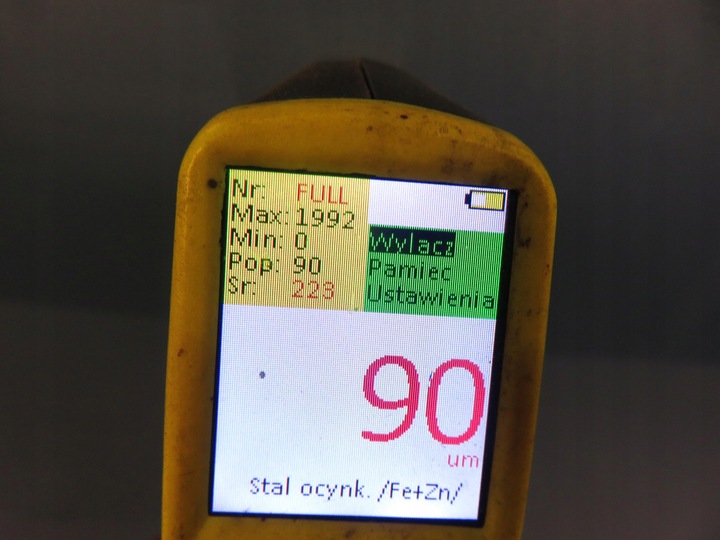 Nr: FULL
Max: 1992
Min: 0
Pop: 90
Sr: 223
Wylacz
Pamiec
Ustawienia
90
um
Stal ocynk. /Fe+Zn/